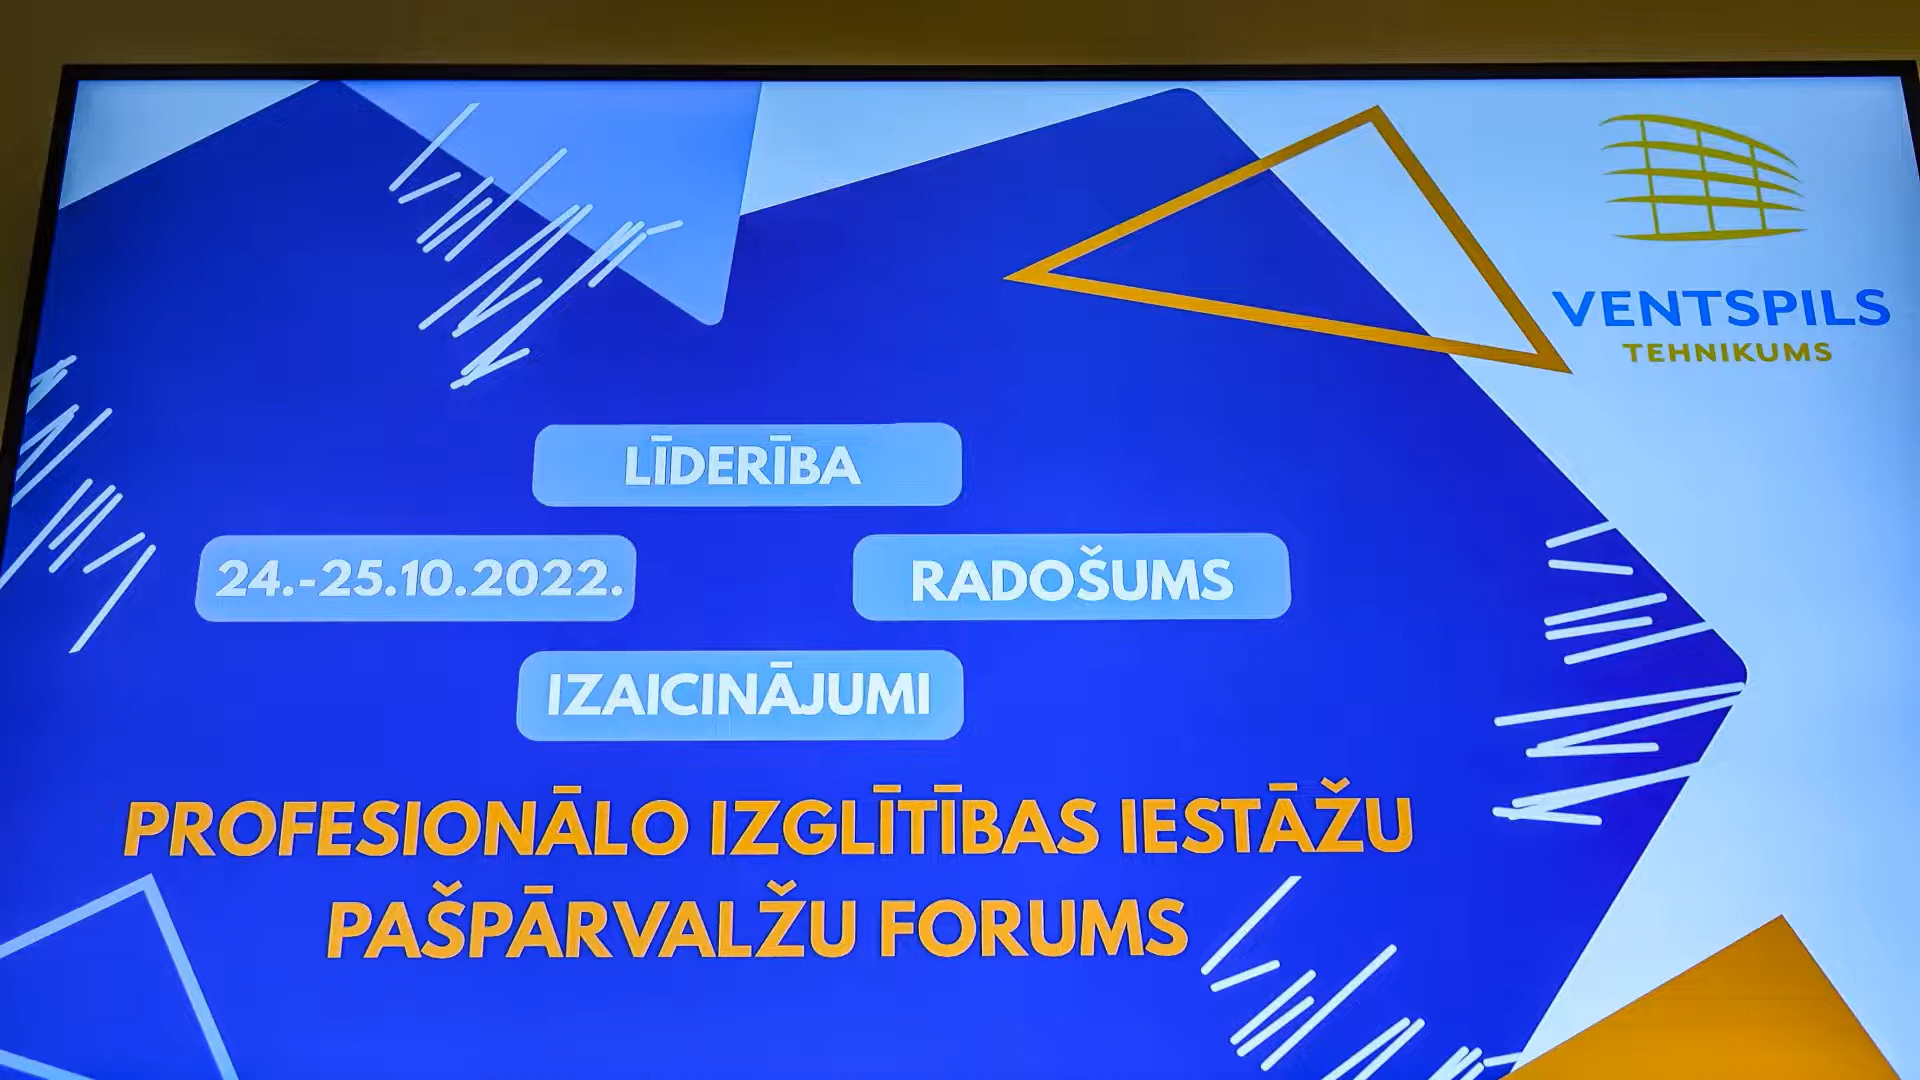 VENTSPILS
TEHNIKUMS
LĪDERĪBA
24.-25.10.2022.
RADOŠUMS
IZAICINĀJUMI
PROFESIONĀLO IZGLĪTĪBAS IESTĀŽU
PAŠPĀRVALŽU FORUMS